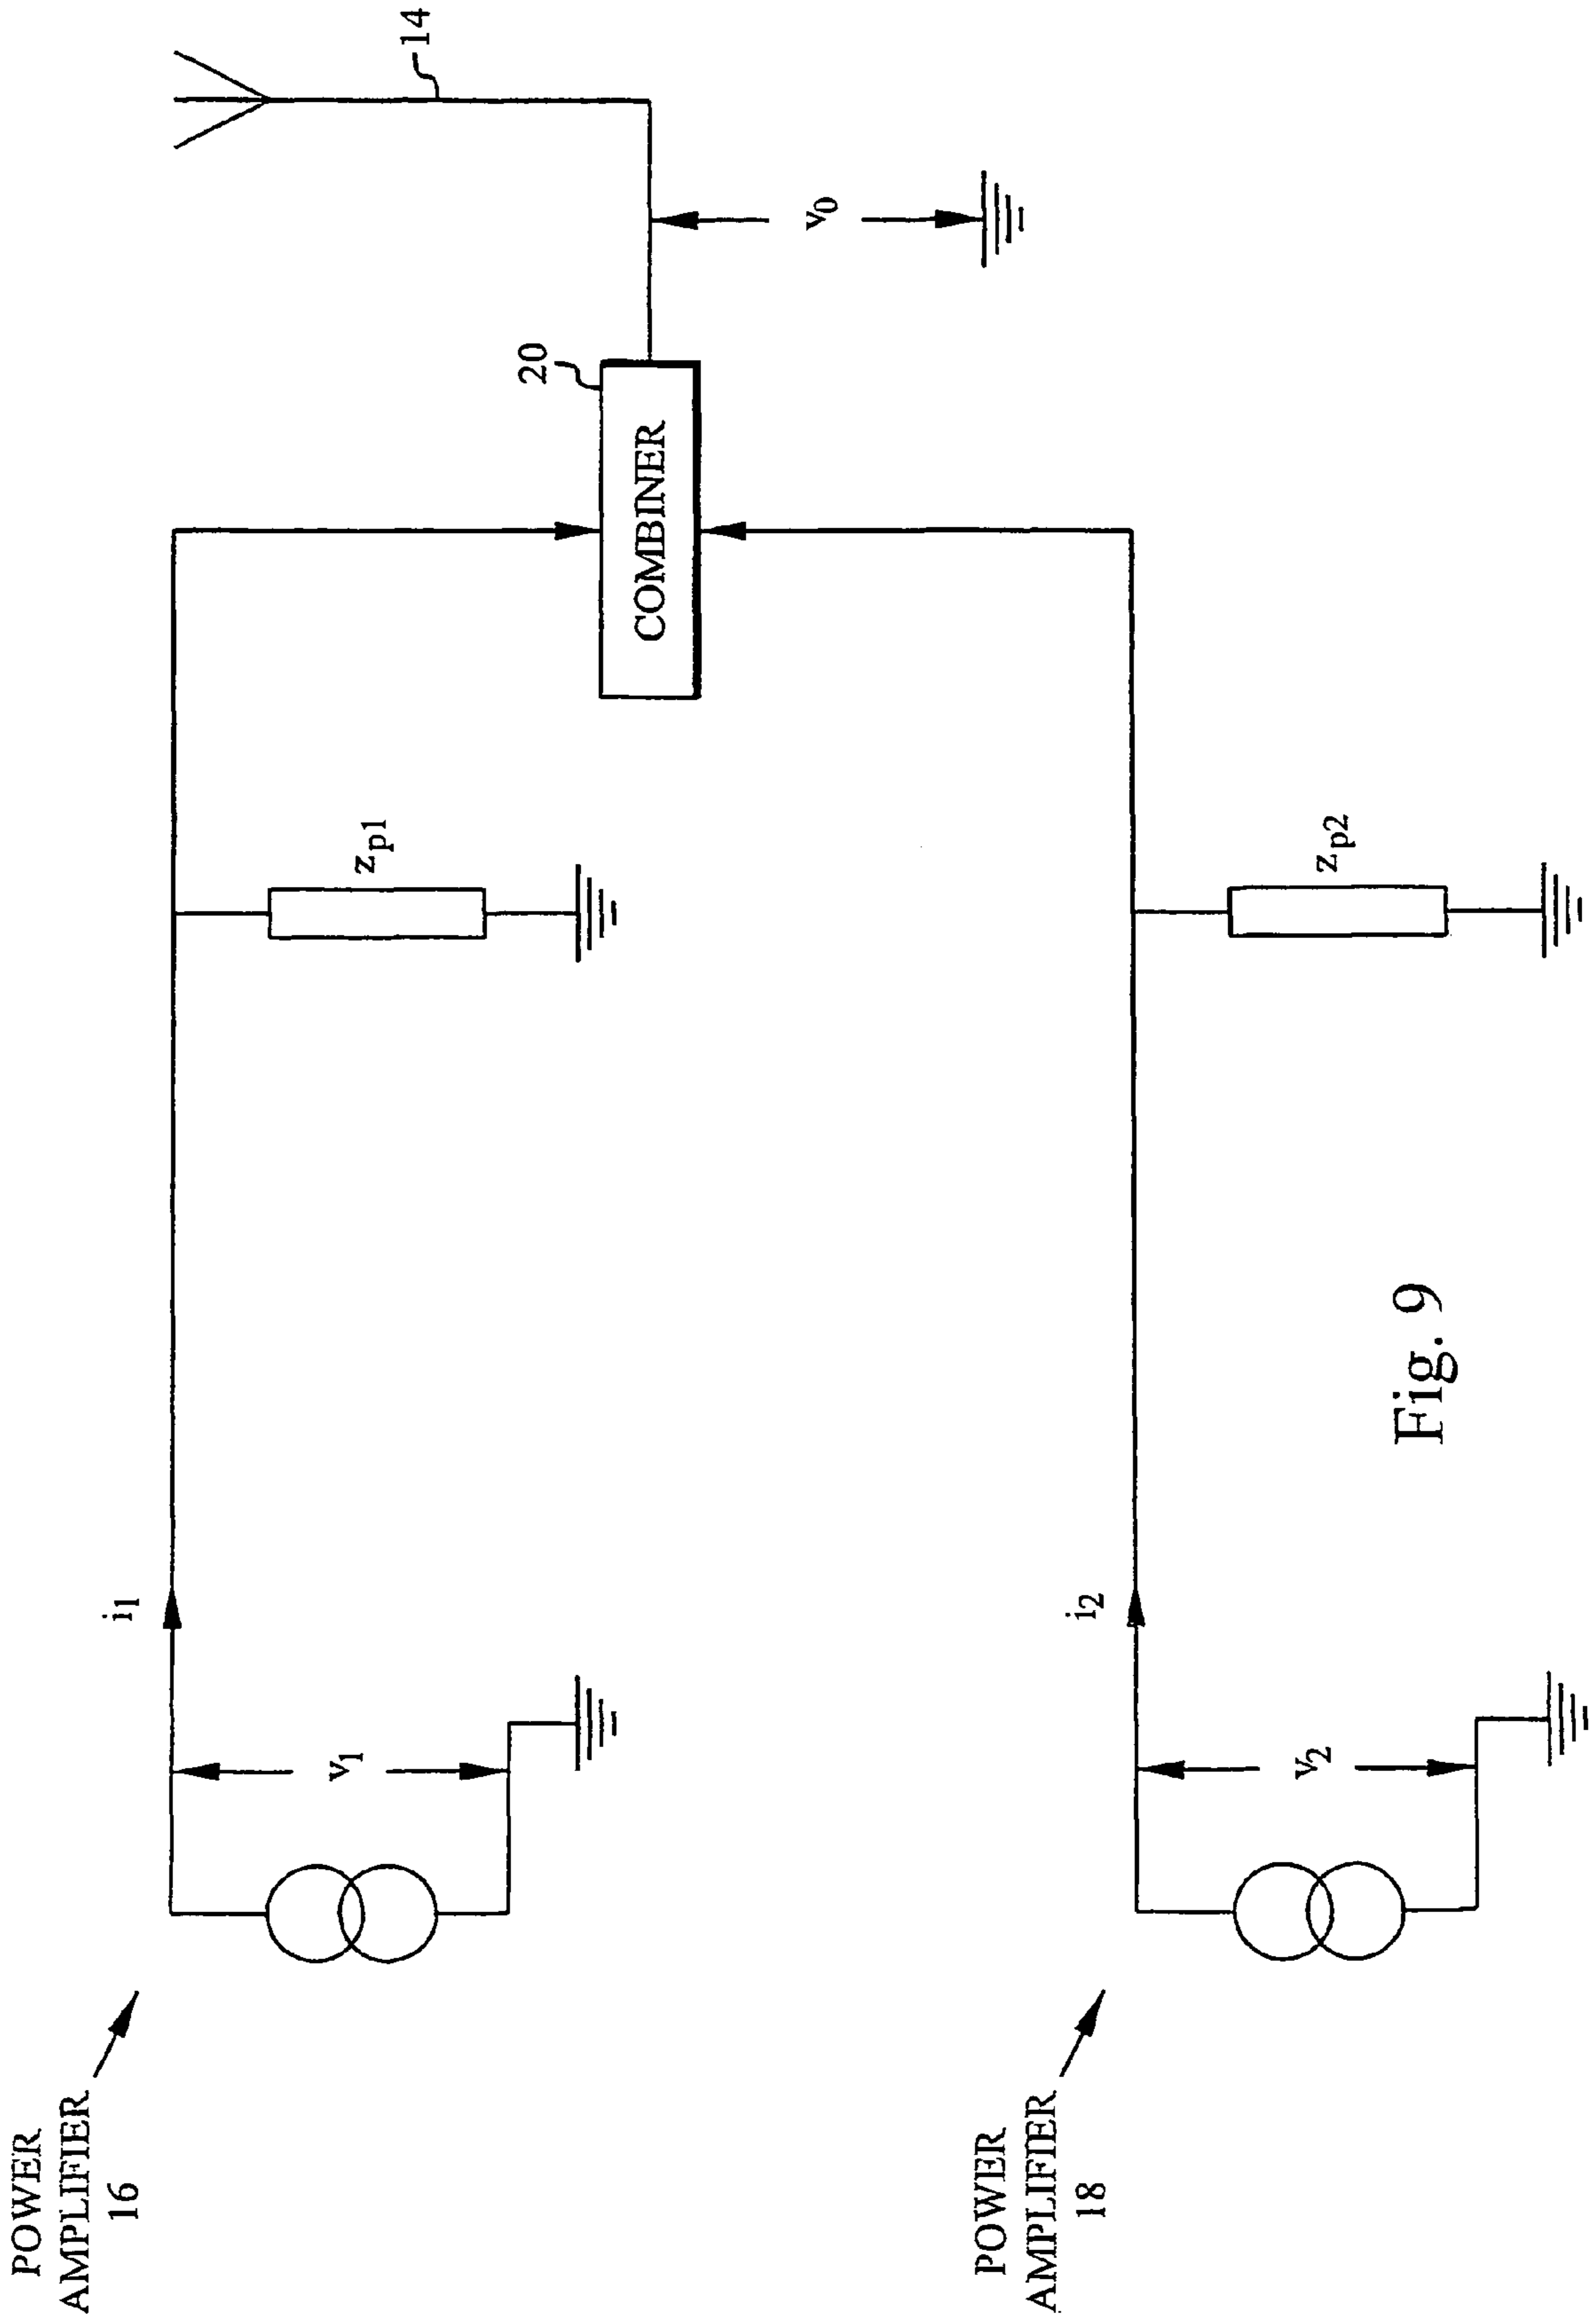 POWER
AMPLIFIER
16
i1
v1
zp1
COMBINER
20
14
v0
POWER
AMPLIFIER
18
i2
v2
zp2
Fig. 9